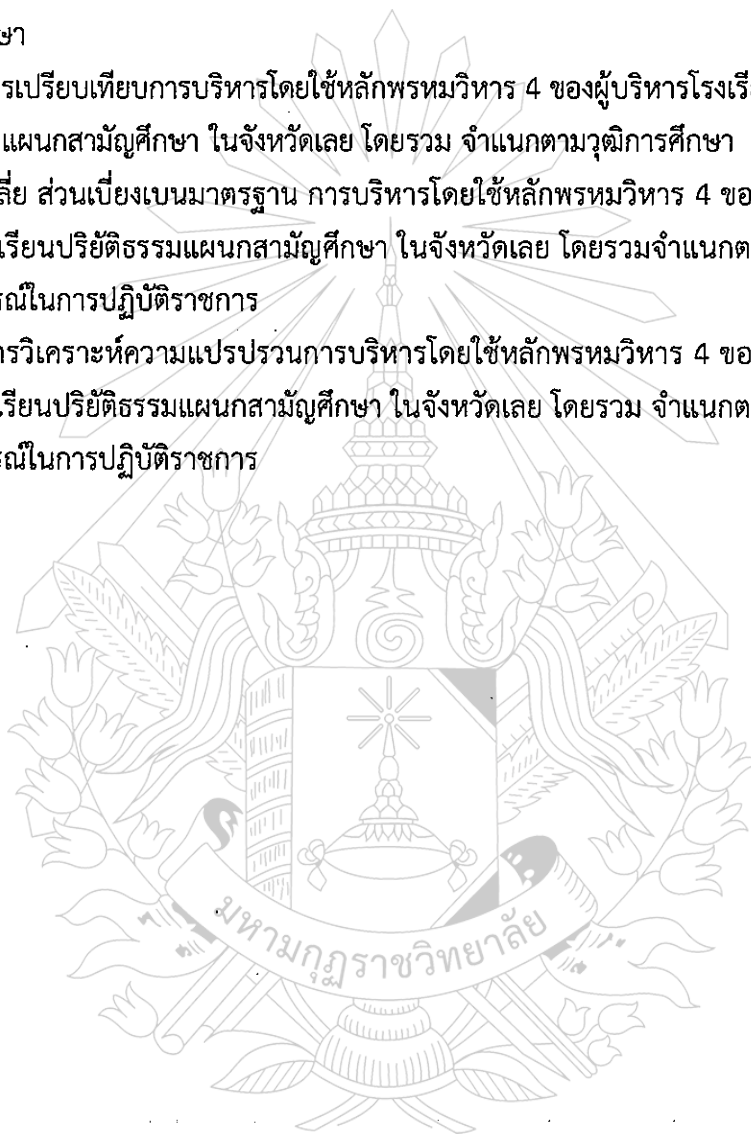 ษา
รเปรียบเทียบการบริหารโดยใช้หลักพรหมวิหาร 4 ของผู้บริหารโรงเรี
แผนกสามัญศึกษา ในจังหวัดเลย โดยรวม จำแนกตามวุฒิการศึกษา
ลี่ย ส่วนเบี่ยงเบนมาตรฐาน การบริหารโดยใช้หลักพรหมวิหาร 4 ขอ
เรียนปริยัติธรรมแผนกสามัญศึกษา ในจังหวัดเลย โดยรวมจำแนกต
รณ์ในการปฏิบัติราชการ
ารวิเคราะห์ความแปรปรวนการบริหารโดยใช้หลักพรหมวิหาร 4 ขอ
เรียนปริยัติธรรมแผนกสามัญศึกษา ในจังหวัดเลย โดยรวม จำแนกต
รณ์ในการปฏิบัติราชการ
มหามกุฏราชวิทยาลัย